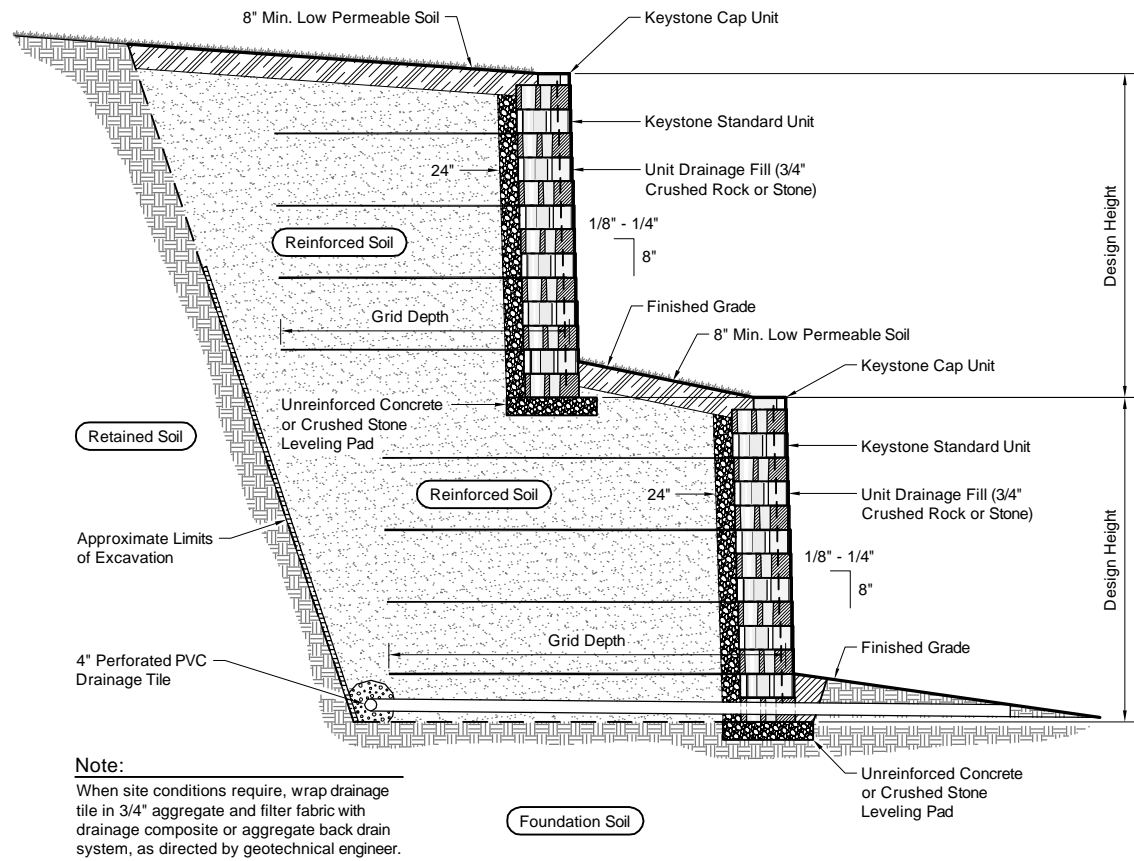 8" Min. Low Permeable Soil
Keystone Cap Unit
Keystone Standard Unit
24"
Unit Drainage Fill (3/4"
Crushed Rock or Stone)
1/8" - 1/4"
8"
Reinforced Soil
Design Height
Finished Grade
Grid Depth
8" Min. Low Permeable Soil
Keystone Cap Unit
Unreinforced Concrete
or Crushed Stone
Leveling Pad
Retained Soil
Keystone Standard Unit
Reinforced Soil
24"
Unit Drainage Fill (3/4"
Crushed Rock or Stone)
Approximate Limits
of Excavation
1/8" - 1/4"
8"
Design Height
Grid Depth
Finished Grade
4" Perforated PVC
Drainage Tile
Note:
When site conditions require, wrap drainage
tile in 3/4" aggregate and filter fabric with
drainage composite or aggregate back drain
system, as directed by geotechnical engineer.
Foundation Soil
Unreinforced Concrete
or Crushed Stone
Leveling Pad